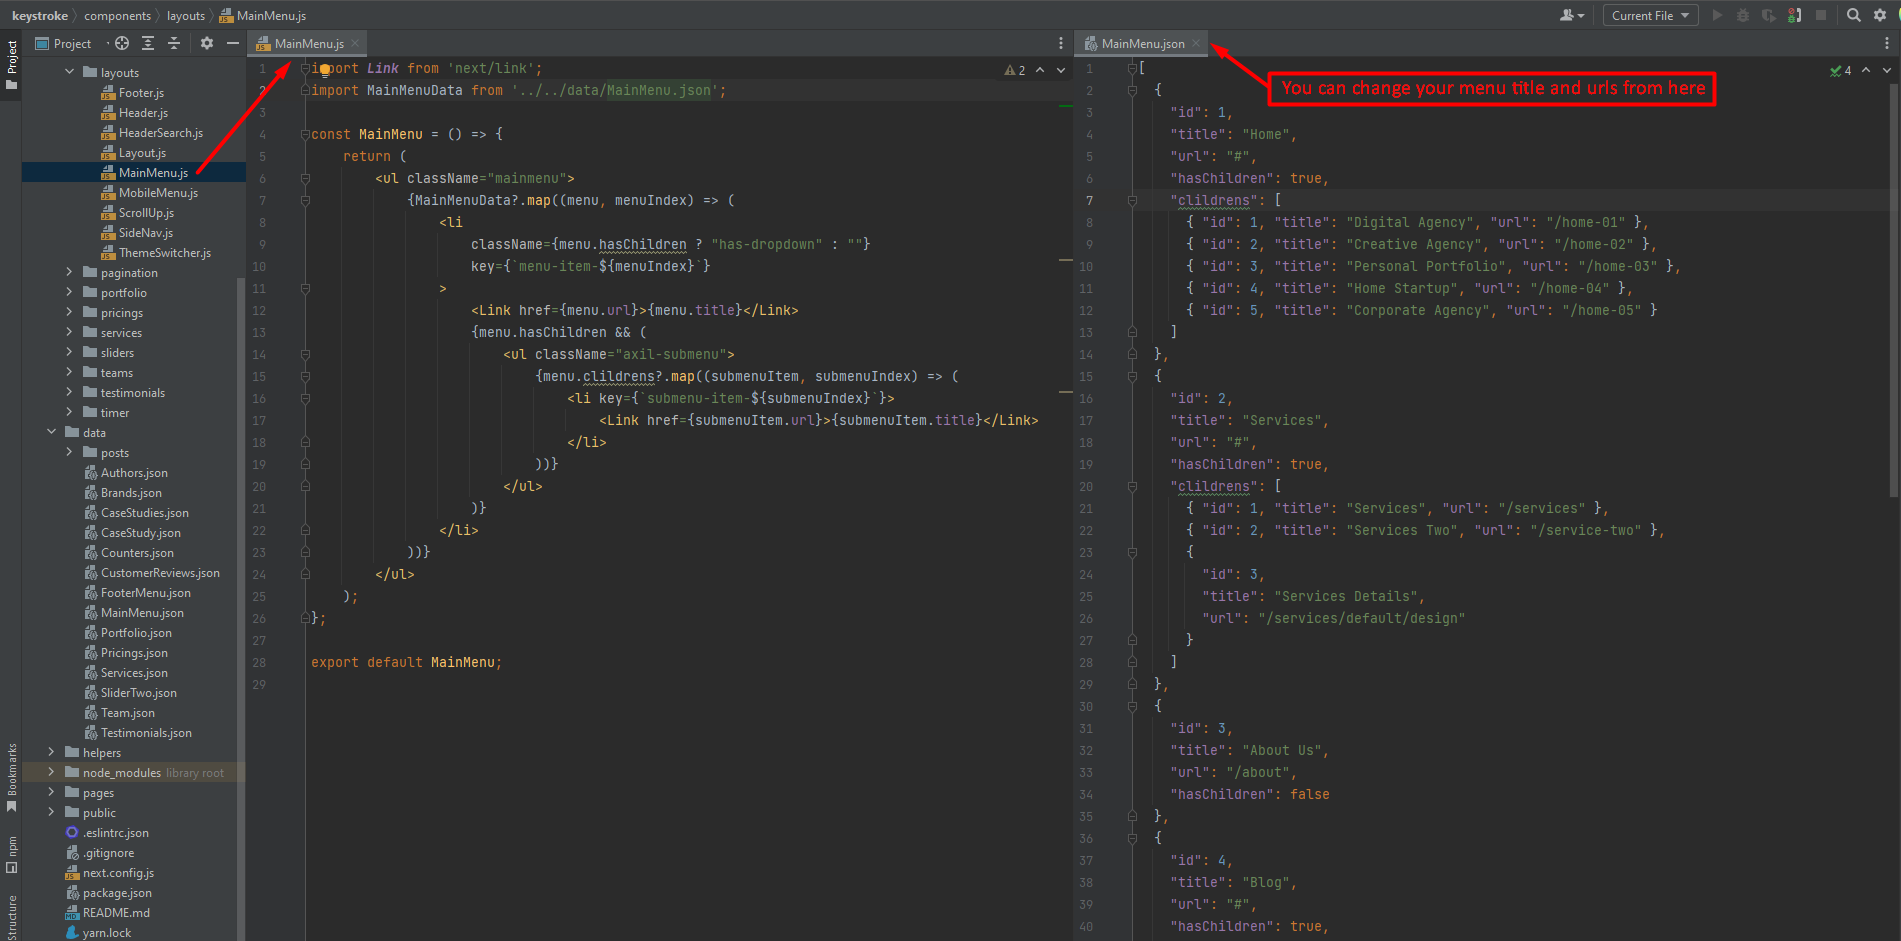 keystroke components layouts MainMenu.js
Current File
Project
Project
layouts
Footer.js
Header.js
HeaderSearch.js
Layout.js
MainMenu.js
MobileMenu.js
ScrollUp.js
SideNav.js
ThemeSwitcher.js
pagination
portfolio
pricings
services
sliders
teams
testimonials
timer
data
posts
Authors.json
Brands.json
CaseStudies.json
CaseStudy.json
Counters.json
CustomerReviews.json
FooterMenu.json
MainMenu.json
Portfolio.json
Pricings.json
Services.json
SliderTwo.json
Team.json
Testimonials.json
helpers
node_modules library root
pages
public
.eslintrc.json
.gitignore
next.config.js
package.json
README.md
yarn.lock
Bookmarks
npm
Structure
MainMenu.js
2
1 import Link from 'next/link';
2 import MainMenuData from '../../data/MainMenu.json';
3
4 const MainMenu = () => {
5 return (
6 <ul className="mainmenu">
7 {MainMenuData?.map((menu, menuIndex) => (
8 <li
9 className={menu.hasChildren ? "has-dropdown" : ""}
10 key={`menu-item-${menuIndex}`}
11 >
12 <Link href={menu.url}>{menu.title}</Link>
13 {menu.hasChildren && (
14 <ul className="axil-submenu">
15 {menu.clildrens?.map((submenuItem, submenuIndex) => (
16 <li key={`submenu-item-${submenuIndex}`}>
17 <Link href={submenuItem.url}>{submenuItem.title}</Link>
18 </li>
19 ))}
20 </ul>
21 )}
22 </li>
23 ))}
24 </ul>
25 );
26 };
27
28 export default MainMenu;
29
MainMenu.json
You can change your menu title and urls from here
4
1 [
2 {
3 "id": 1,
4 "title": "Home",
5 "url": "#",
6 "hasChildren": true,
7 "clildrens": [
8 { "id": 1, "title": "Digital Agency", "url": "/home-01" },
9 { "id": 2, "title": "Creative Agency", "url": "/home-02" },
10 { "id": 3, "title": "Personal Portfolio", "url": "/home-03" },
11 { "id": 4, "title": "Home Startup", "url": "/home-04" },
12 { "id": 5, "title": "Corporate Agency", "url": "/home-05" }
13 ]
14 },
15 {
16 "id": 2,
17 "title": "Services",
18 "url": "#",
19 "hasChildren": true,
20 "clildrens": [
21 { "id": 1, "title": "Services", "url": "/services" },
22 { "id": 2, "title": "Services Two", "url": "/service-two" },
23 {
24 "id": 3,
25 "title": "Services Details",
26 "url": "/services/default/design"
27 }
28 ]
29 },
30 {
31 "id": 3,
32 "title": "About Us",
33 "url": "/about",
34 "hasChildren": false
35 },
36 {
37 "id": 4,
38 "title": "Blog",
39 "url": "#",
40 "hasChildren": true,